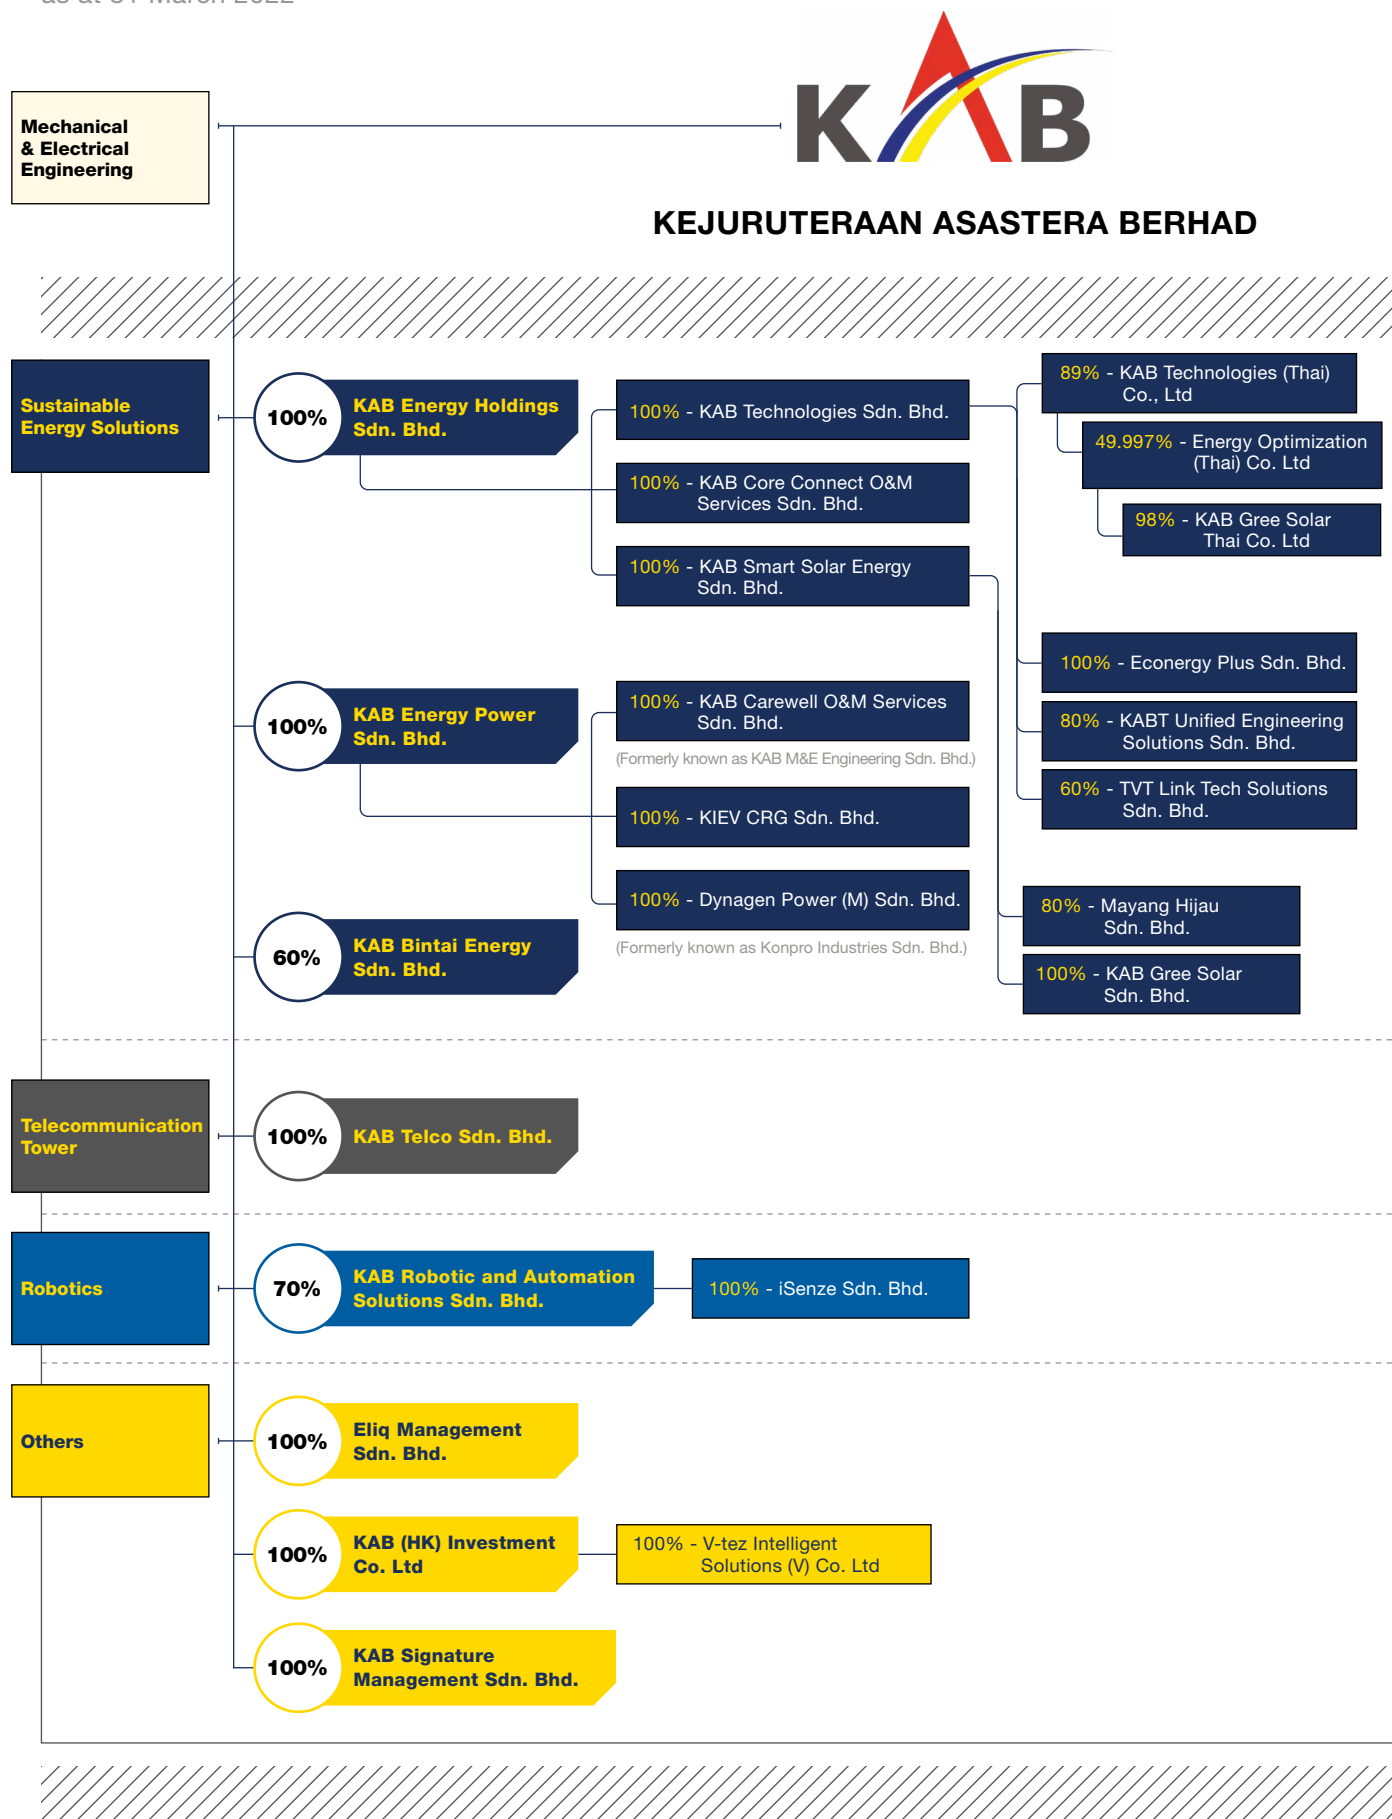 as at 31 March 2022
KAB
Mechanical
& Electrical
Engineering
KEJURUTERAAN ASASTERA BERHAD
Sustainable
Energy Solutions
100%
KAB Energy Holdings
Sdn. Bhd.
100% - KAB Technologies Sdn. Bhd.
100% - KAB Core Connect O&M
Services Sdn. Bhd.
100% - KAB Smart Solar Energy
Sdn. Bhd.
89% - KAB Technologies (Thai)
Co., Ltd
49.997% - Energy Optimization
(Thai) Co. Ltd
98% - KAB Gree Solar
Thai Co. Ltd
100% - Econergy Plus Sdn. Bhd.
80% - KABT Unified Engineering
Solutions Sdn. Bhd.
60% - TVT Link Tech Solutions
Sdn. Bhd.
80% - Mayang Hijau
Sdn. Bhd.
100% - KAB Gree Solar
Sdn. Bhd.
100%
KAB Energy Power
Sdn. Bhd.
100% - KAB Carewell O&M Services
Sdn. Bhd.
(Formerly known as KAB M&E Engineering Sdn. Bhd.)
100% - KIEV CRG Sdn. Bhd.
100% - Dynagen Power (M) Sdn. Bhd.
(Formerly known as Konpro Industries Sdn. Bhd.)
60%
KAB Bintai Energy
Sdn. Bhd.
Telecommunication
Tower
100%
KAB Telco Sdn. Bhd.
Robotics
70%
KAB Robotic and Automation
Solutions Sdn. Bhd.
100% - iSenze Sdn. Bhd.
Others
100%
Eliq Management
Sdn. Bhd.
100%
KAB (HK) Investment
Co. Ltd
100% - V-tez Intelligent
Solutions (V) Co. Ltd
100%
KAB Signature
Management Sdn. Bhd.